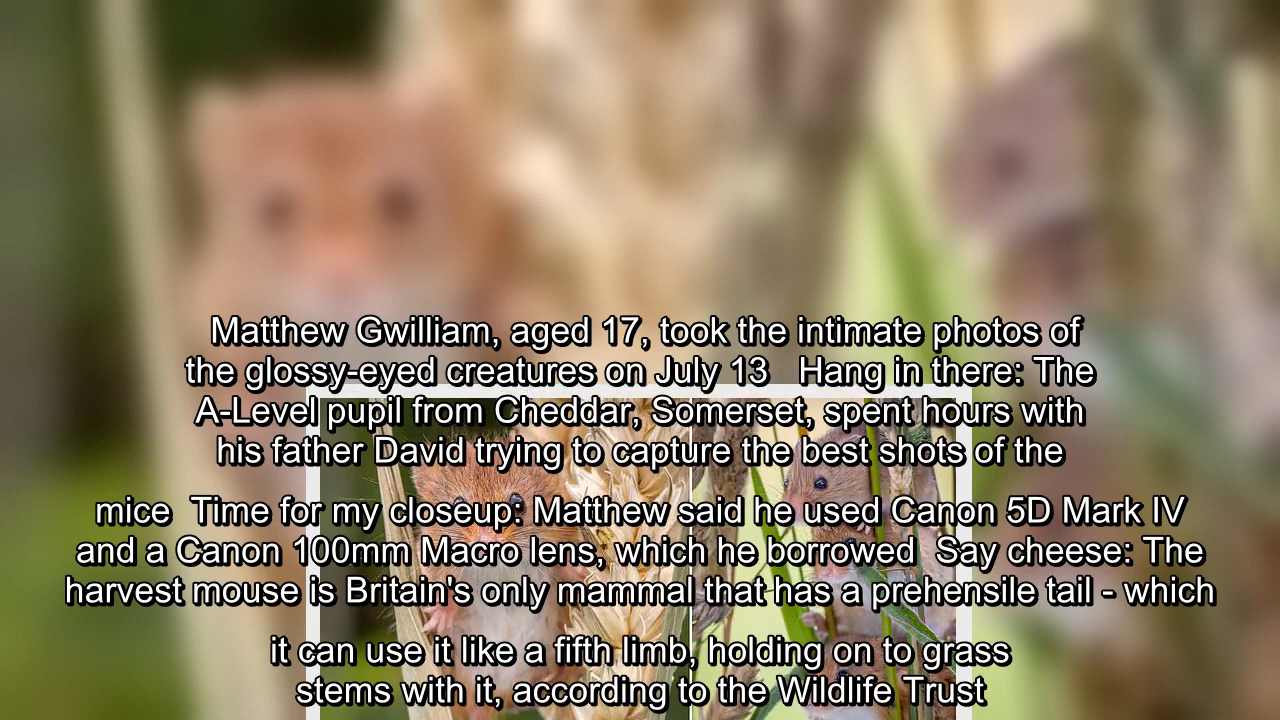 Matthew Gwilliam, aged 17, took the intimate photos of
the glossy-eyed creatures on July 13   Hang in there: The
A-Level pupil from Cheddar, Somerset, spent hours with
his father David trying to capture the best shots of the
mice  Time for my closeup: Matthew said he used Canon 5D Mark IV
and a Canon 100mm Macro lens, which he borrowed  Say cheese: The
harvest mouse is Britain's only mammal that has a prehensile tail - which
it can use it like a fifth limb, holding on to grass
stems with it, according to the Wildlife Trust